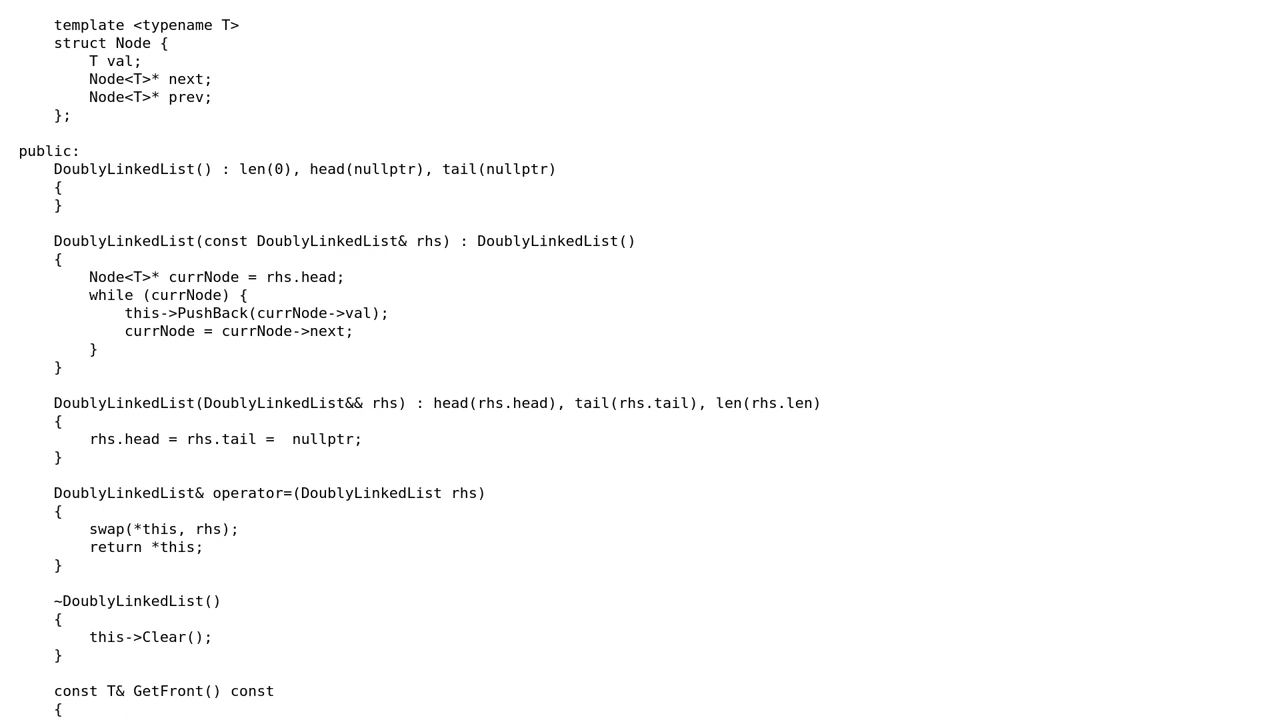 template <typename T>
    struct Node {
        T val;
        Node<T>* next;
        Node<T>* prev;
    };

public:
    DoublyLinkedList() : len(0), head(nullptr), tail(nullptr)
    {
    }

    DoublyLinkedList(const DoublyLinkedList& rhs) : DoublyLinkedList()
    {
        Node<T>* currNode = rhs.head;
        while (currNode) {
            this->PushBack(currNode->val);
            currNode = currNode->next;
        }
    }

    DoublyLinkedList(DoublyLinkedList&& rhs) : head(rhs.head), tail(rhs.tail), len(rhs.len)
    {
        rhs.head = rhs.tail =  nullptr;
    }

    DoublyLinkedList& operator=(DoublyLinkedList rhs)
    {
        swap(*this, rhs);
        return *this;
    }

    ~DoublyLinkedList()
    {
        this->Clear();
    }

    const T& GetFront() const
    {